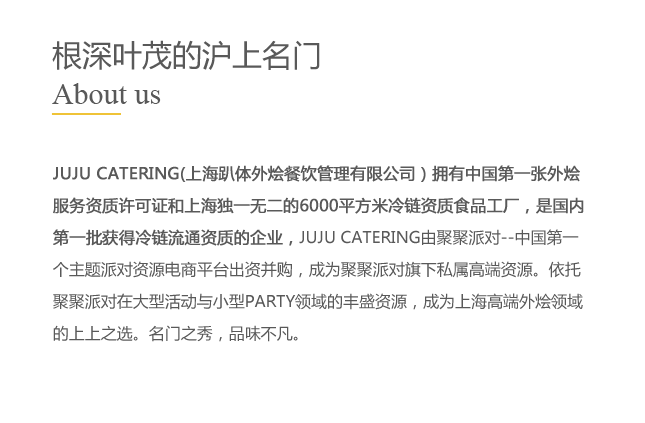 根深叶茂的沪上名门
About us
JUJU CATERING(上海趴体外烩餐饮管理有限公司 ) 拥有中国第一张外烩
服务资质许可证和上海独一无二的6000平方米冷链资质食品工厂，是国内
第一批获得冷链流通资质的企业，JUJU CATERING由聚聚派对--中国第一
个主题派对资源电商平台出资并购，成为聚聚派对旗下私属高端资源。依托
聚聚派对在大型活动与小型PARTY领域的丰盛资源，成为上海高端外烩领域
的上上之选。名门之秀，品味不凡。